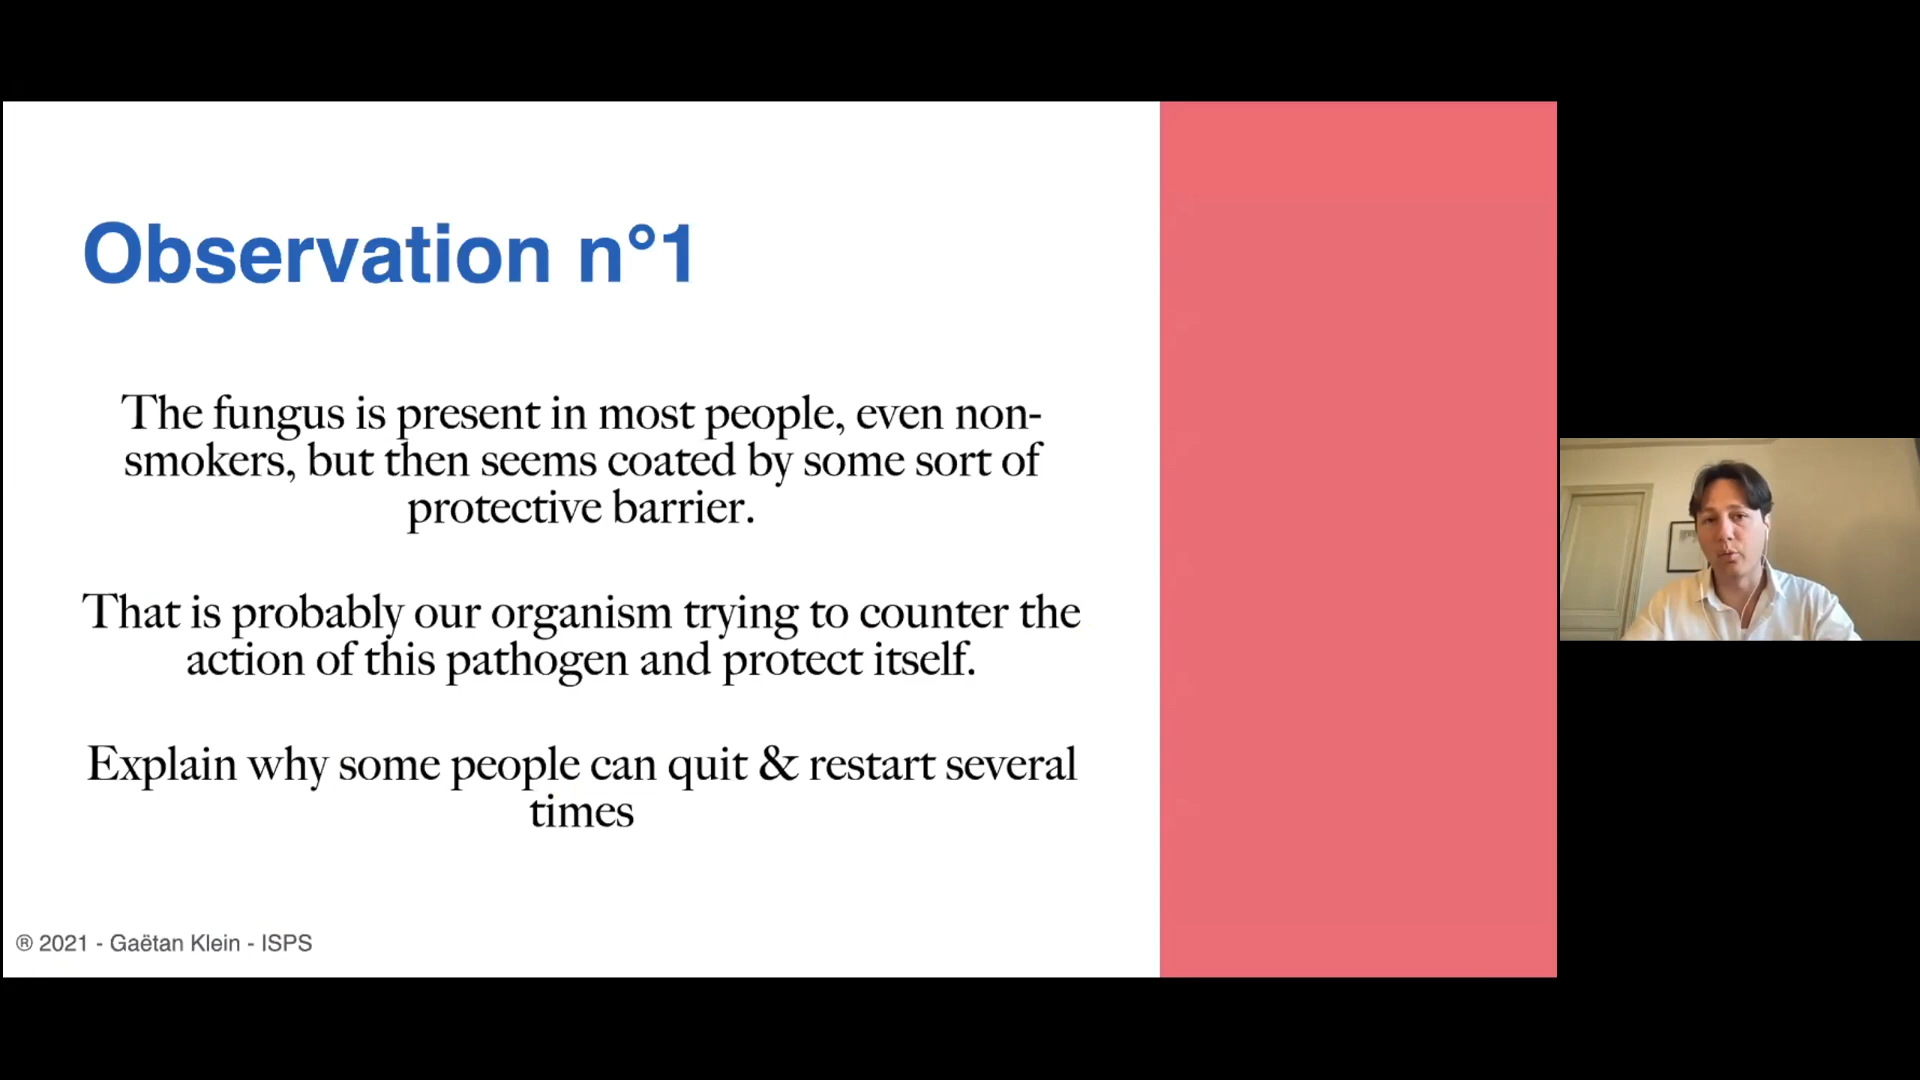 Observation n°1
The fungus is present in most people, even non-
smokers, but then seems coated by some sort of
protective barrier.
That is probably our organism trying to counter the
action of this pathogen and protect itself.
Explain why some people can quit & restart several
times
® 2021 - Gaëtan Klein - ISPS